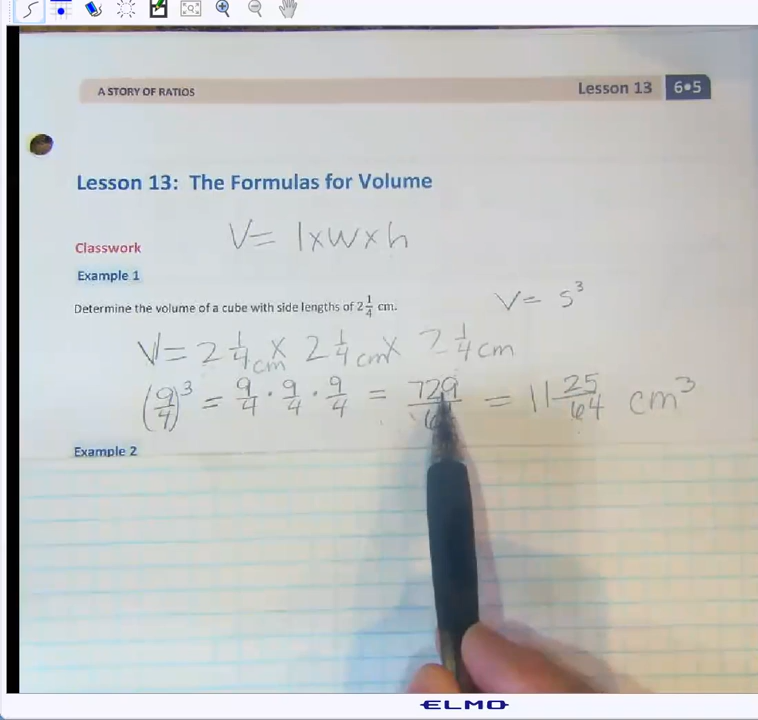 A STORY OF RATIOS
Lesson 13 6•5
Lesson 13: The Formulas for Volume
V = l x w x h
Classwork
Example 1
Determine the volume of a cube with side lengths of 2 1/4 cm.
V = s³
V = 2 1/4 cm x 2 1/4 cm x 2 1/4 cm
(9/4)³ = 9/4 · 9/4 · 9/4 = 729/64 = 11 25/64 cm³
Example 2
ELMO